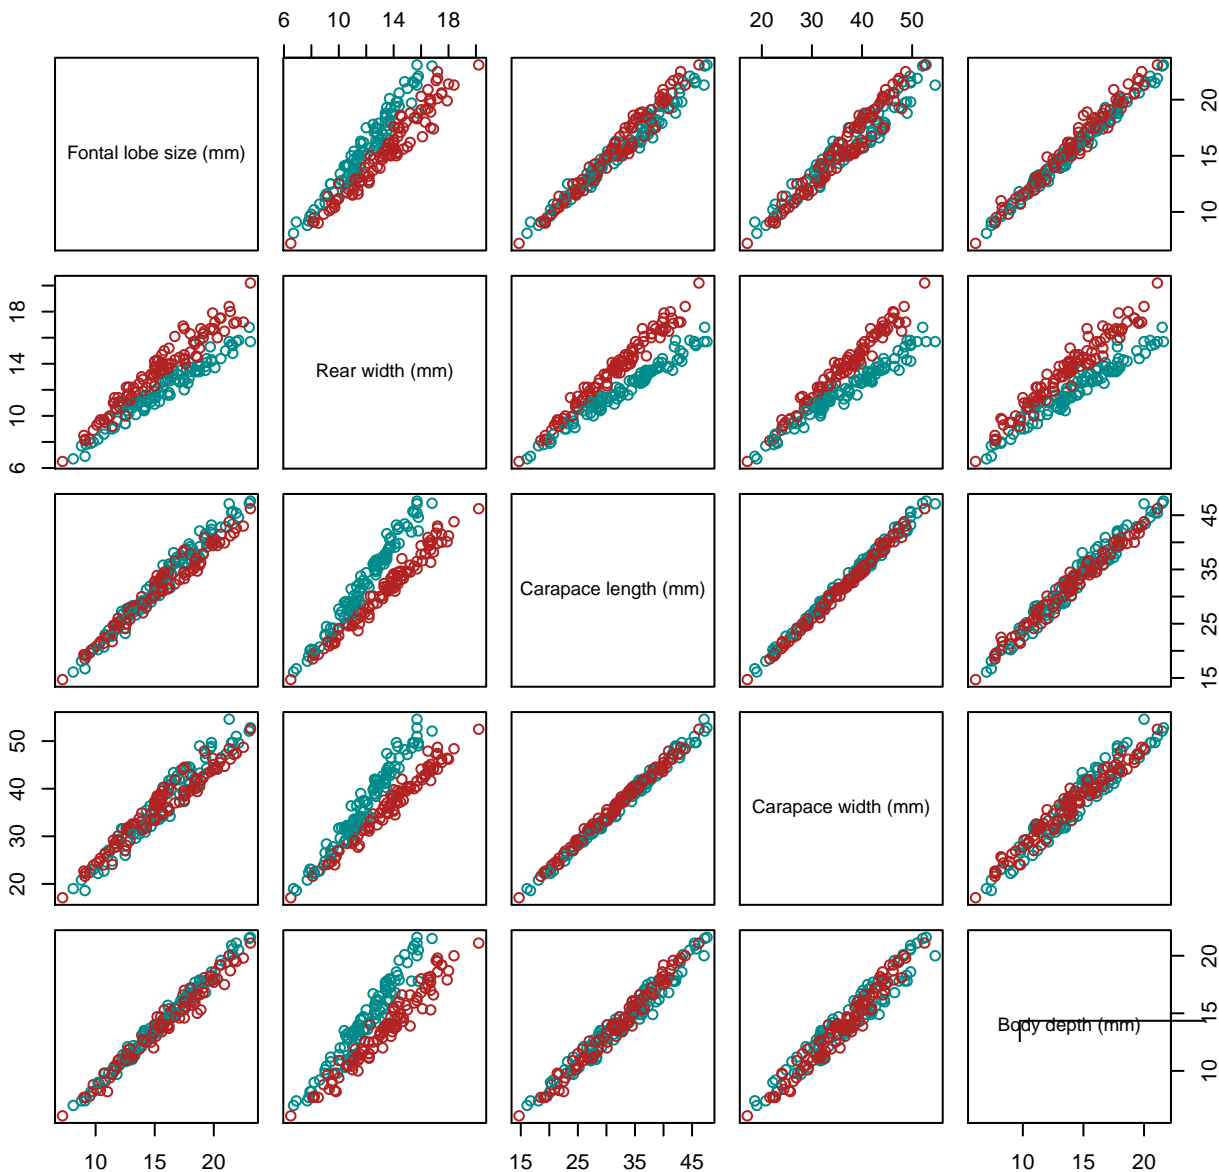 6 10 14 18
20 30 40 50
Fontal lobe size (mm)
10 15 20
6 10 14 18
Rear width (mm)
Carapace length (mm)
15 25 35 45
20 30 40 50
Carapace width (mm)
Body depth (mm)
10 15 20
10 15 20
15 25 35 45
10 15 20